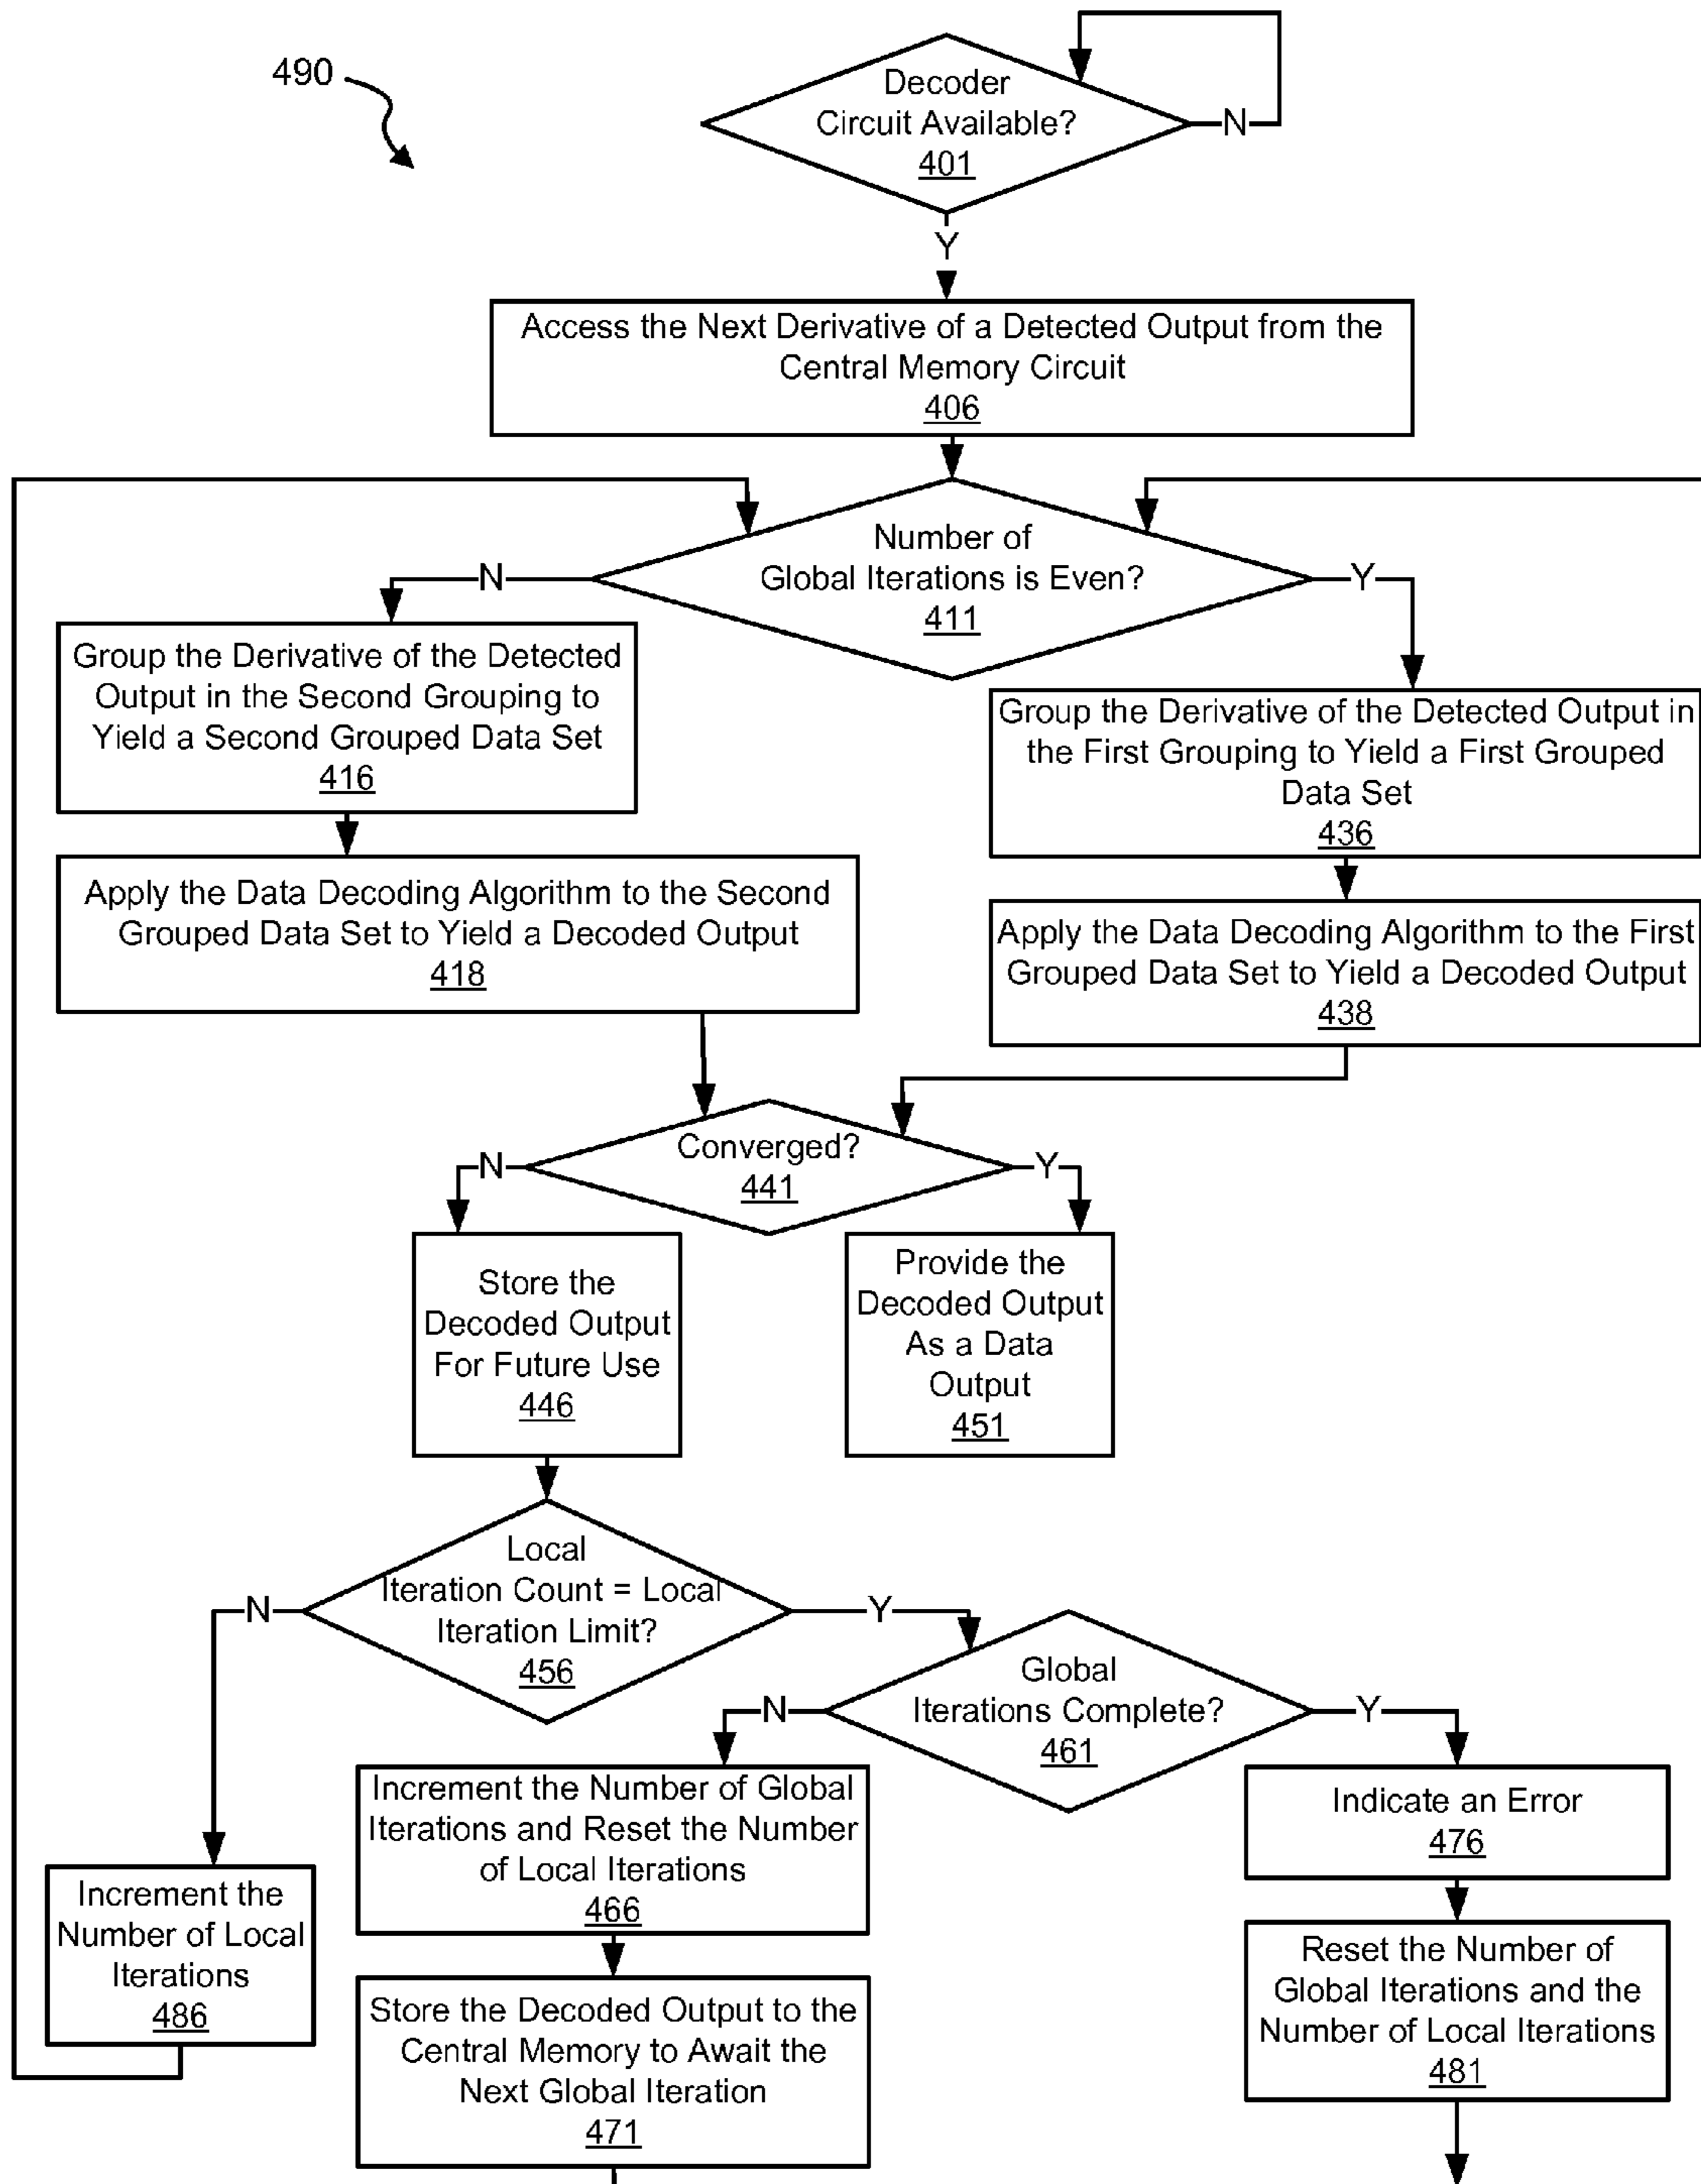 490
Decoder
Circuit Available?
401
N
Y
Access the Next Derivative of a Detected Output from the
Central Memory Circuit
406
Number of
Global Iterations is Even?
411
N
Y
Group the Derivative of the Detected
Output in the Second Grouping to
Yield a Second Grouped Data Set
416
Group the Derivative of the Detected Output in
the First Grouping to Yield a First Grouped
Data Set
436
Apply the Data Decoding Algorithm to the Second
Grouped Data Set to Yield a Decoded Output
418
Apply the Data Decoding Algorithm to the First
Grouped Data Set to Yield a Decoded Output
438
Converged?
441
N
Y
Store the
Decoded Output
For Future Use
446
Provide the
Decoded Output
As a Data
Output
451
Local
Iteration Count = Local
Iteration Limit?
456
N
Y
Global
Iterations Complete?
461
N
Y
Increment the Number of Global
Iterations and Reset the Number
of Local Iterations
466
Indicate an Error
476
Increment the
Number of Local
Iterations
486
Store the Decoded Output to the
Central Memory to Await the
Next Global Iteration
471
Reset the Number of
Global Iterations and the
Number of Local Iterations
481